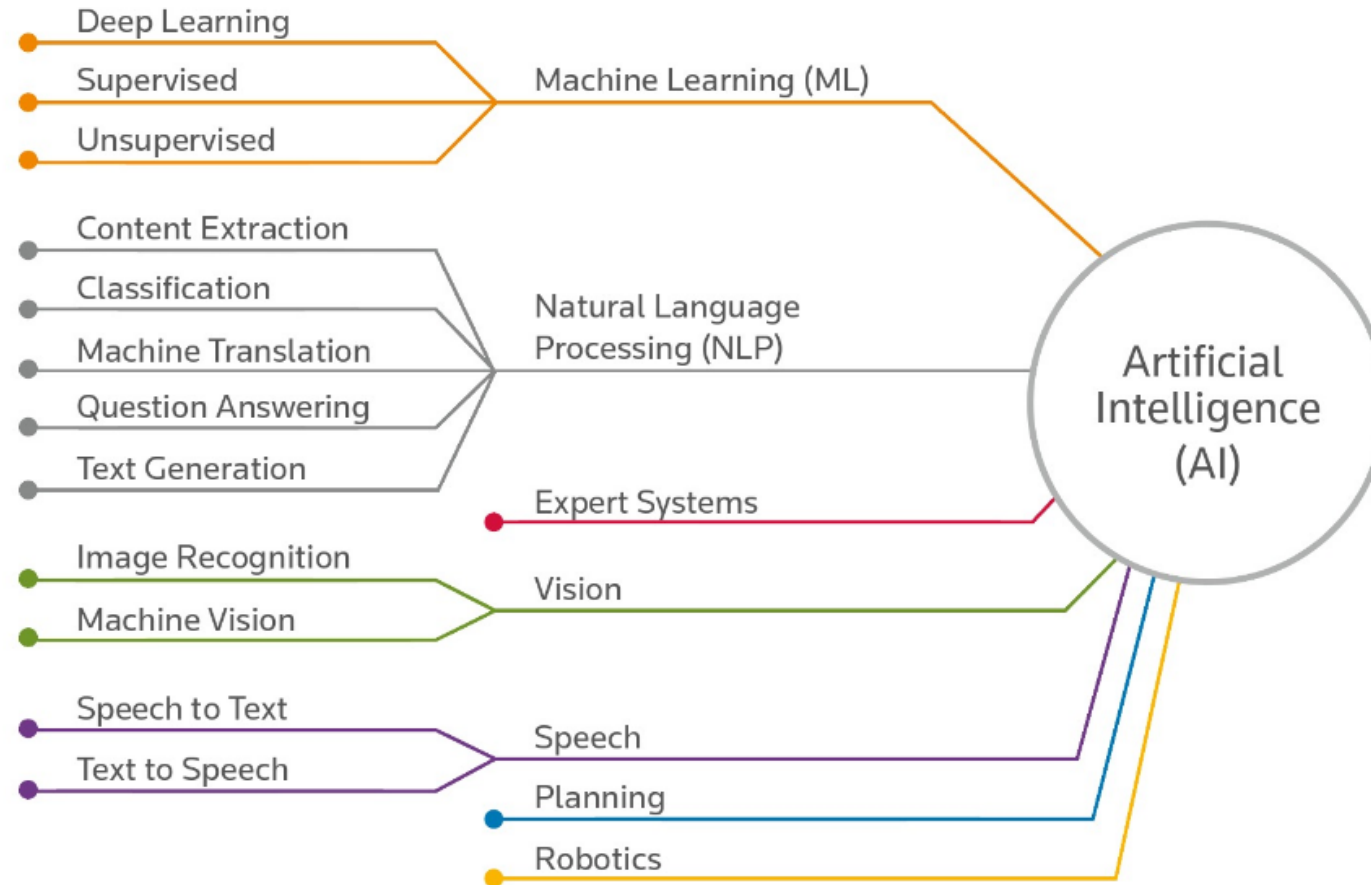 Deep Learning
Supervised
Unsupervised
Machine Learning (ML)
Content Extraction
Classification
Machine Translation
Question Answering
Text Generation
Natural Language
Processing (NLP)
Expert Systems
Image Recognition
Machine Vision
Vision
Speech to Text
Text to Speech
Speech
Planning
Robotics
Artificial
Intelligence
(AI)